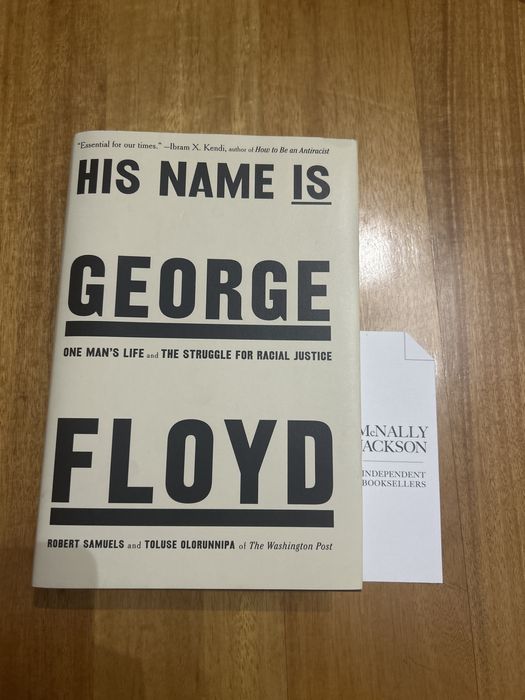 "Essential for our times." —Ibram X. Kendi, author of How to Be an Antiracist
HIS NAME IS
GEORGE
ONE MAN'S LIFE and THE STRUGGLE FOR RACIAL JUSTICE
FLOYD
ROBERT SAMUELS and TOLUSE OLORUNNIPA of The Washington Post
McNALLY
JACKSON
INDEPENDENT
BOOKSELLERS